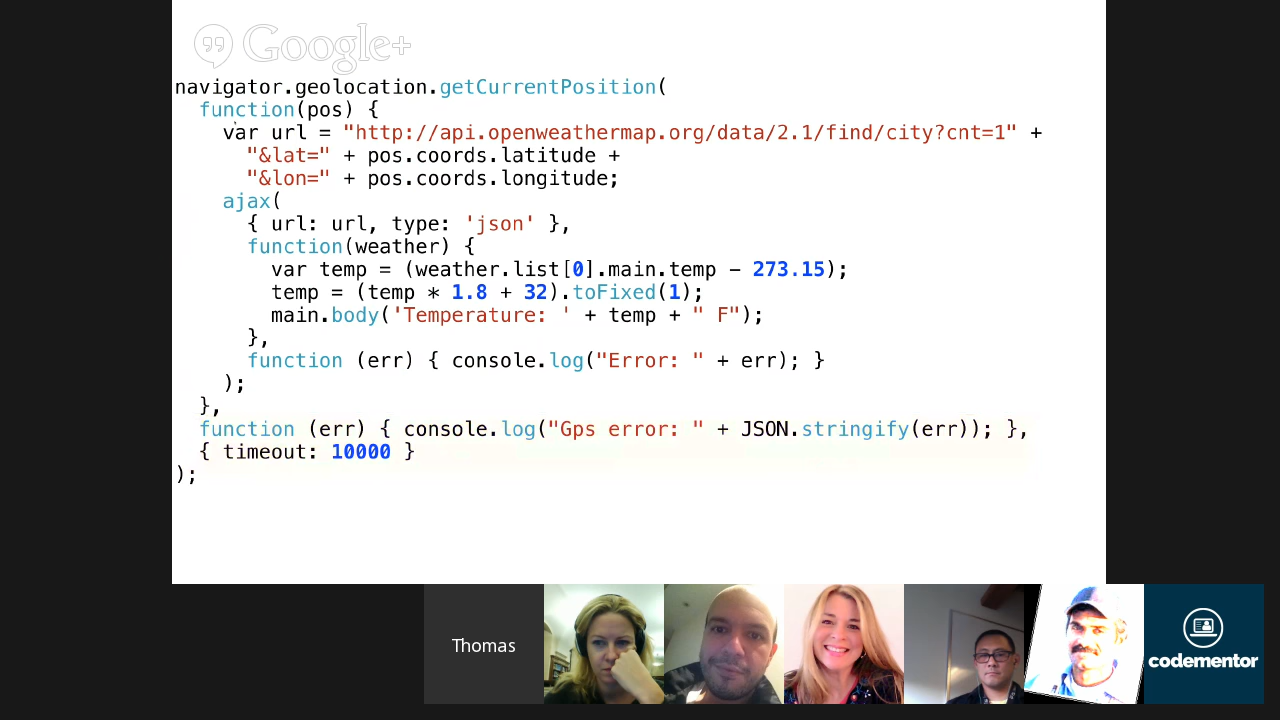 Google+
navigator.geolocation.getCurrentPosition(
function(pos) {
var url = "http://api.openweathermap.org/data/2.1/find/city?cnt=1" +
"&lat=" + pos.coords.latitude +
"&lon=" + pos.coords.longitude;
ajax(
{ url: url, type: 'json' },
function(weather) {
var temp = (weather.list[0].main.temp - 273.15);
temp = (temp * 1.8 + 32).toFixed(1);
main.body('Temperature: ' + temp + " F");
},
function (err) { console.log("Error: " + err); }
);
},
function (err) { console.log("Gps error: " + JSON.stringify(err)); },
{ timeout: 10000 }
);
Thomas
codementor